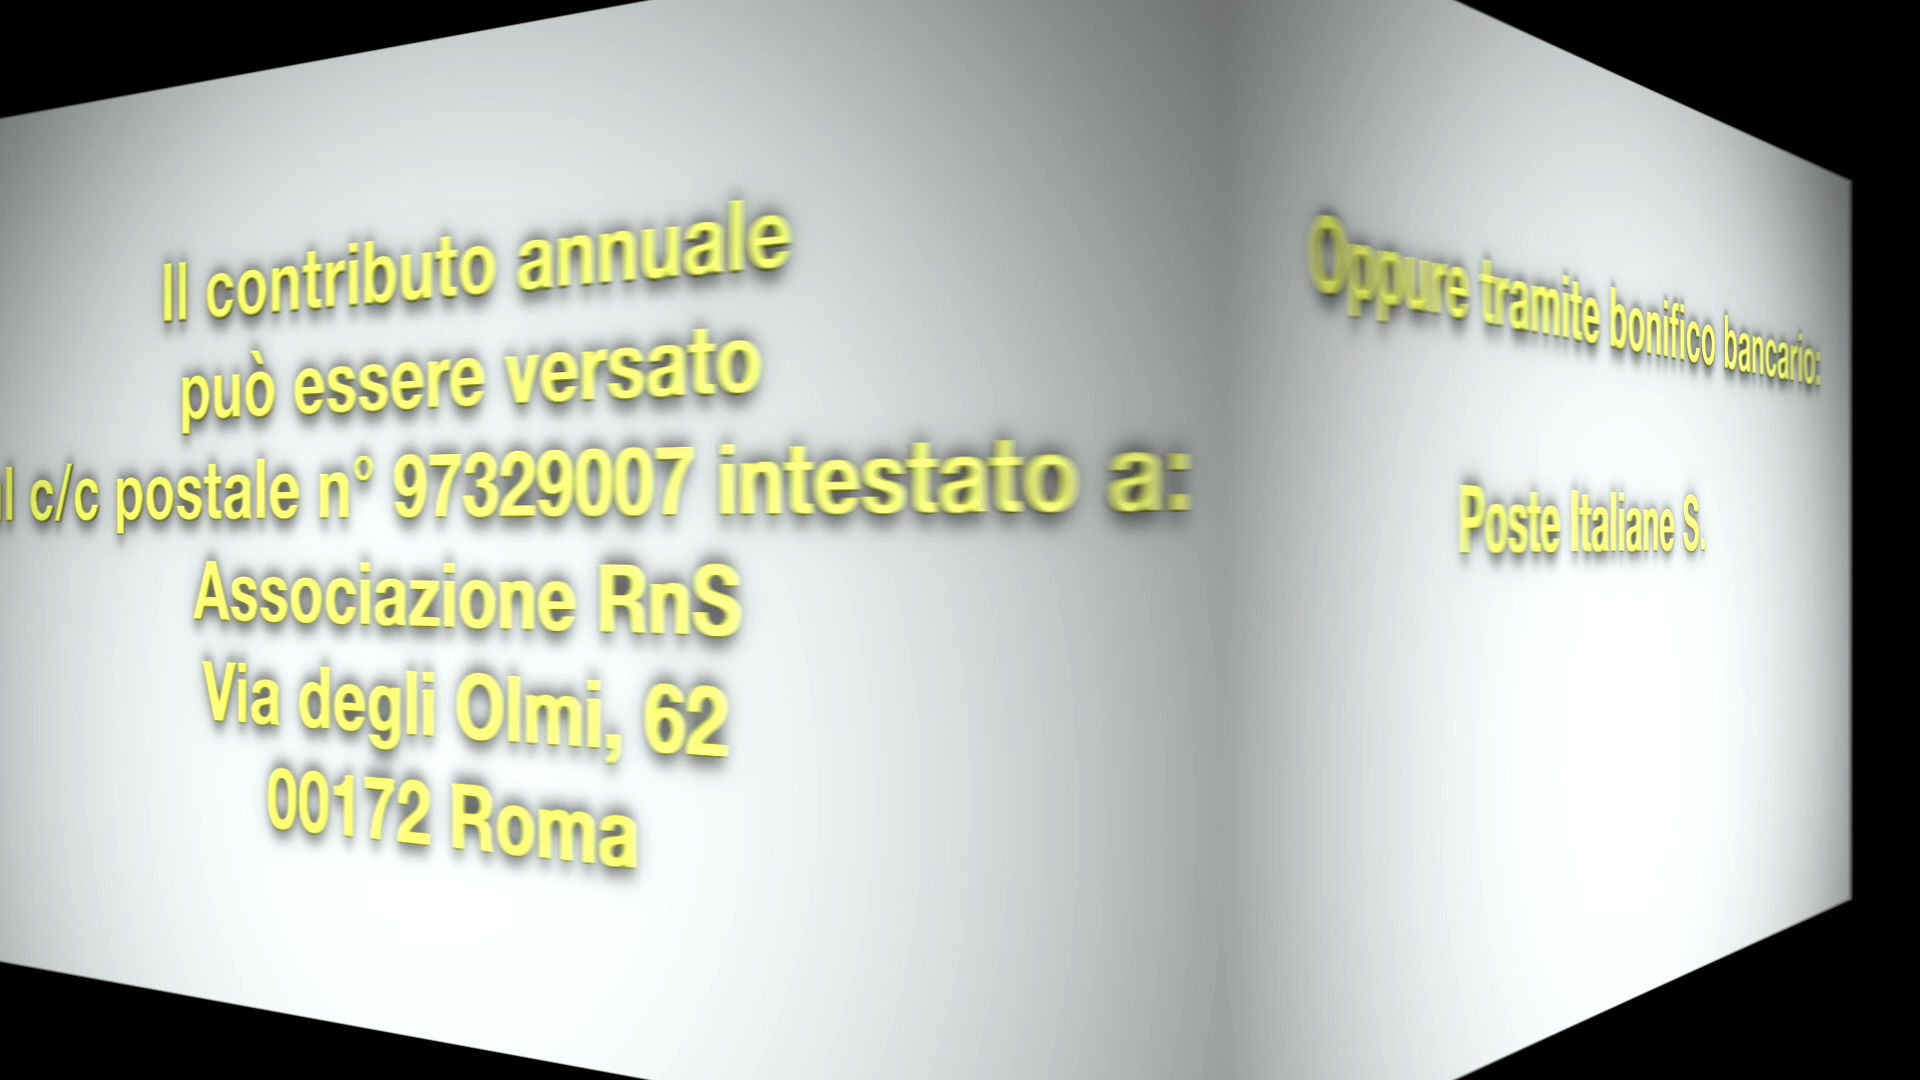 Il contributo annuale
può essere versato
c/c postale n° 97329007 intestato a:
Associazione RnS
Via degli Olmi, 62
00172 Roma
Oppure tramite bonifico bancario:
Poste Italiane S.